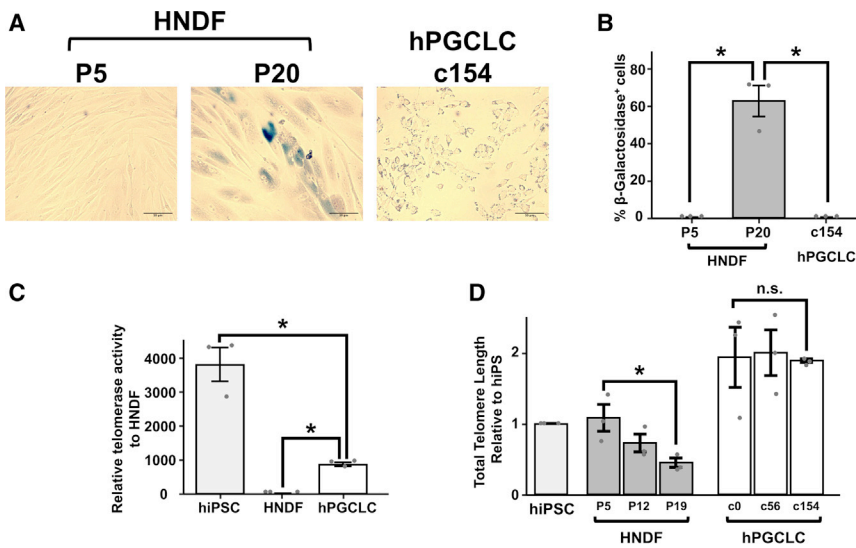 A
HNDF
P5
P20
hPGCLC
c154
B
* *
% β-Galactosidase⁺ cells
80
60
40
20
0
P5 P20 c154
HNDF hPGCLC
C
*
*
Relative telomerase activity
to HNDF
4000
3000
2000
1000
0
hiPSC HNDF hPGCLC
D
n.s.
*
Total Telomere Length
Relative to hiPS
2
1
0
P5 P12 P19 c0 c56 c154
hiPSC HNDF hPGCLC